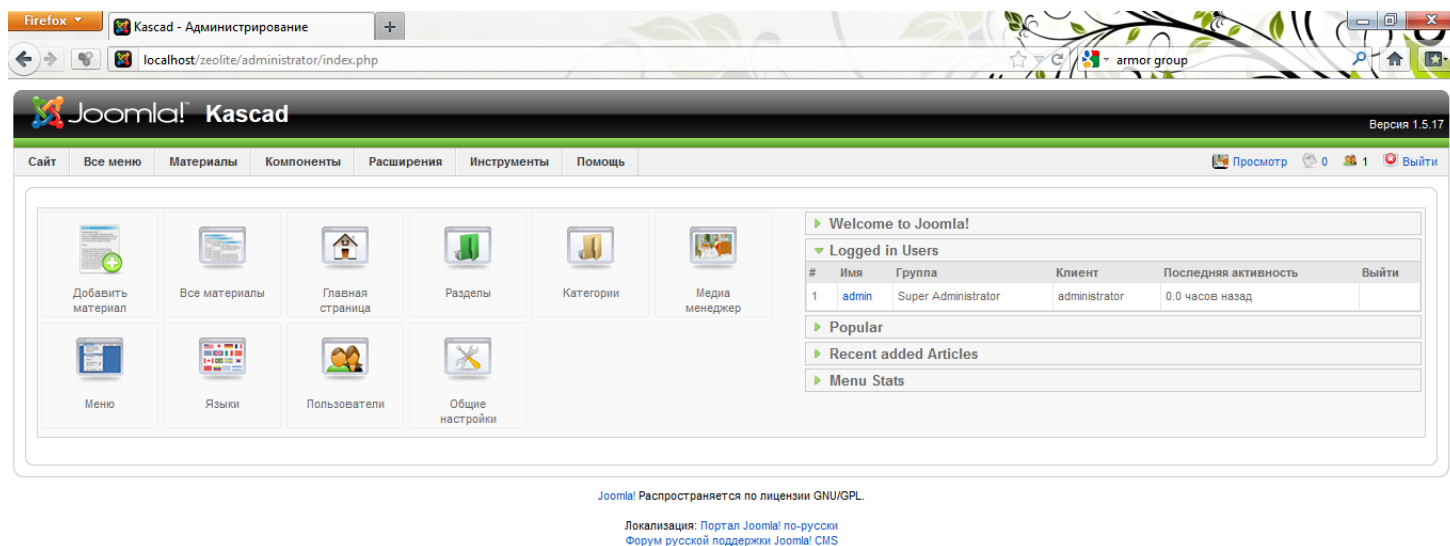 Firefox
Kascad - Администрирование
localhost/zeolite/administrator/index.php
armor group
Joomla! Kascad
Версия 1.5.17
Сайт Все меню Материалы Компоненты Расширения Инструменты Помощь Просмотр 0 1 Выйти
Добавить материал
Все материалы
Главная страница
Разделы
Категории
Медиа менеджер
Меню
Языки
Пользователи
Общие настройки
Welcome to Joomla!
Logged in Users
# Имя Группа Клиент Последняя активность Выйти
1 admin Super Administrator administrator 0.0 часов назад
Popular
Recent added Articles
Menu Stats
Joomla! Распространяется по лицензии GNU/GPL.
Локализация: Портал Joomla! по-русски
Форум русской поддержки Joomla! CMS